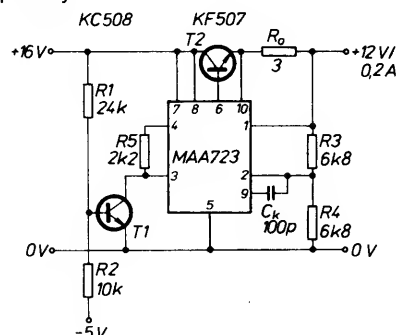 KC508 KF507
+16V T2 R₀ 3 +12V/
0,2A
R1
24k
7 8 6 10
4 1
R5
2k2
MAA723
R3
6k8
3 2
9
Cₖ
100p
T1
5
R4
6k8
0V 0V
R2
10k
-5V